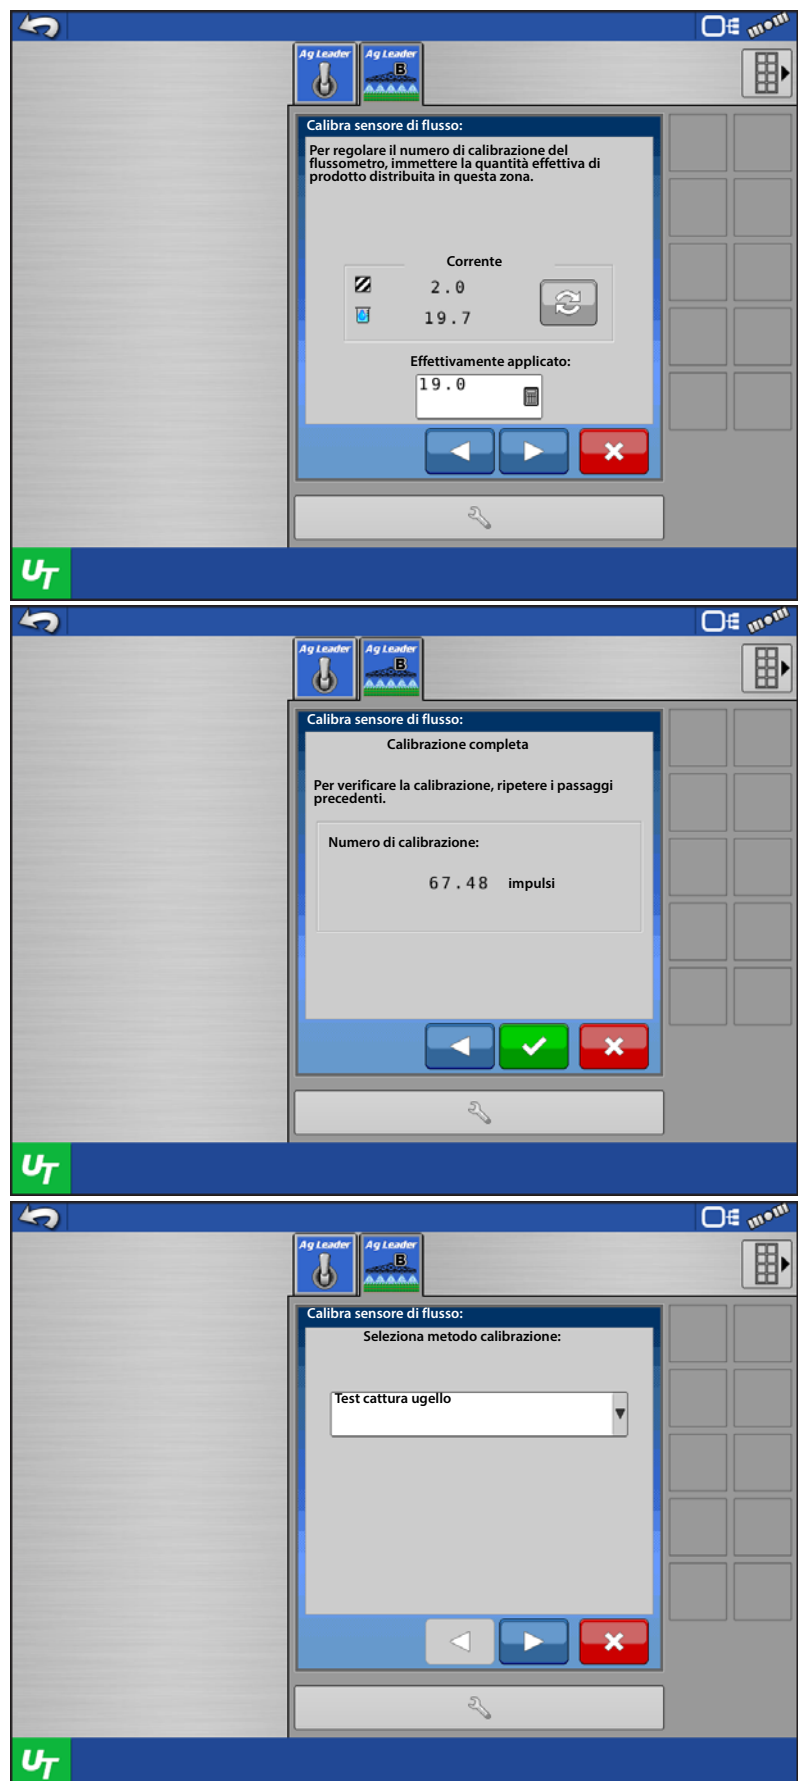 Ag Leader
Ag Leader
B
Calibra sensore di flusso:
Per regolare il numero di calibrazione del
flussometro, immettere la quantità effettiva di
prodotto distribuita in questa zona.
Corrente
2.0
19.7
Effettivamente applicato:
19.0
UT
Ag Leader
Ag Leader
B
Calibra sensore di flusso:
Calibrazione completa
Per verificare la calibrazione, ripetere i passaggi
precedenti.
Numero di calibrazione:
67.48 impulsi
UT
Ag Leader
Ag Leader
B
Calibra sensore di flusso:
Seleziona metodo calibrazione:
Test cattura ugello
UT